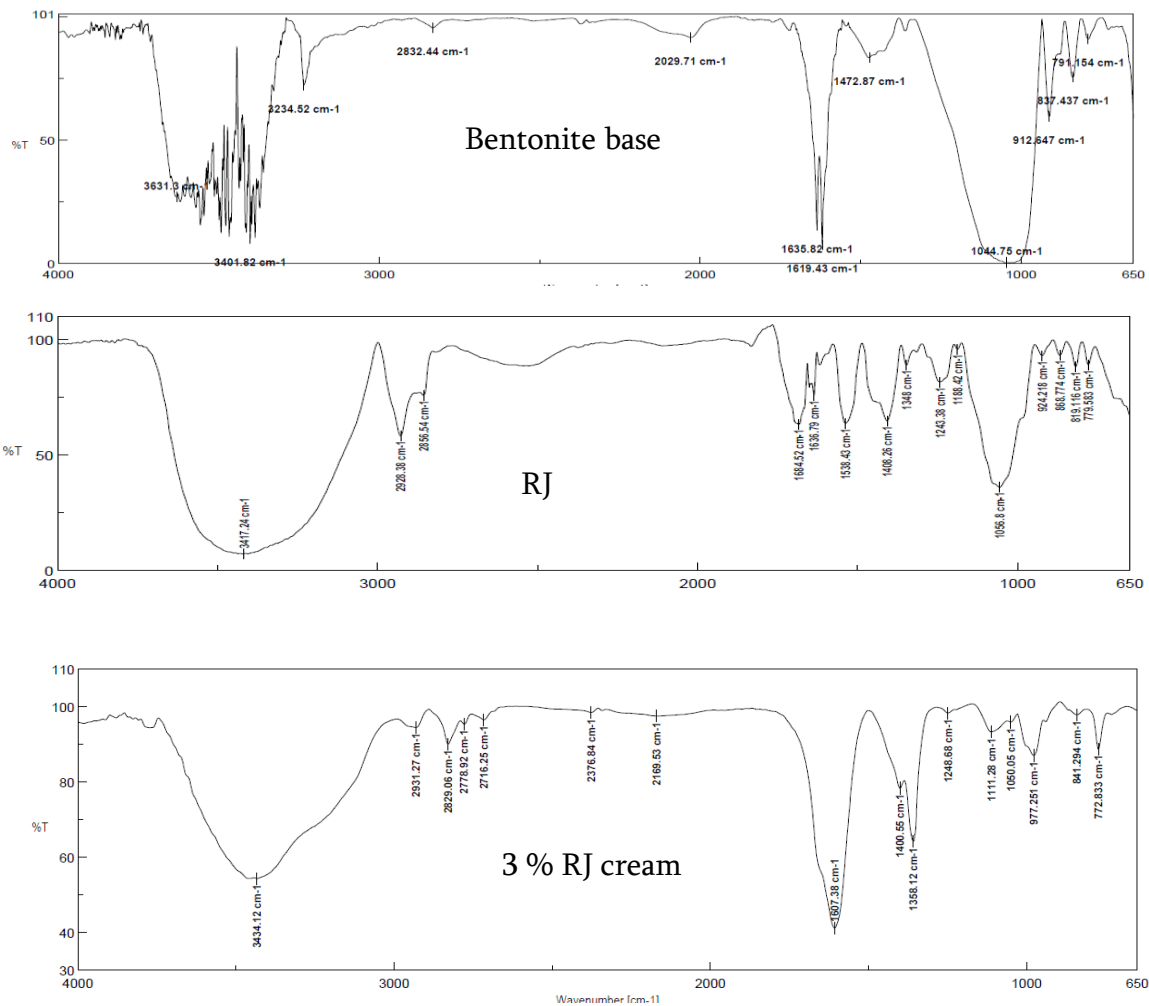 101
50
0
%T
3631.3 cm-1
3401.82 cm-1
3234.52 cm-1
2832.44 cm-1
2029.71 cm-1
1635.82 cm-1
1619.43 cm-1
1472.87 cm-1
1044.75 cm-1
912.647 cm-1
837.437 cm-1
791.154 cm-1
Bentonite base
4000
3000
2000
1000
650
110
100
50
0
%T
3417.24 cm-1
2928.38 cm-1
2856.54 cm-1
1684.52 cm-1
1636.79 cm-1
1538.43 cm-1
1408.26 cm-1
1348 cm-1
1243.38 cm-1
1188.42 cm-1
1056.8 cm-1
924.218 cm-1
868.774 cm-1
819.116 cm-1
779.583 cm-1
RJ
4000
3000
2000
1000
650
110
100
80
60
40
30
%T
3434.12 cm-1
2931.27 cm-1
2829.06 cm-1
2778.92 cm-1
2716.25 cm-1
2376.84 cm-1
2169.53 cm-1
1607.38 cm-1
1400.55 cm-1
1358.12 cm-1
1248.68 cm-1
1111.28 cm-1
1050.05 cm-1
977.251 cm-1
841.294 cm-1
772.833 cm-1
3 % RJ cream
4000
3000
2000
1000
650
Wavenumber [cm-1]